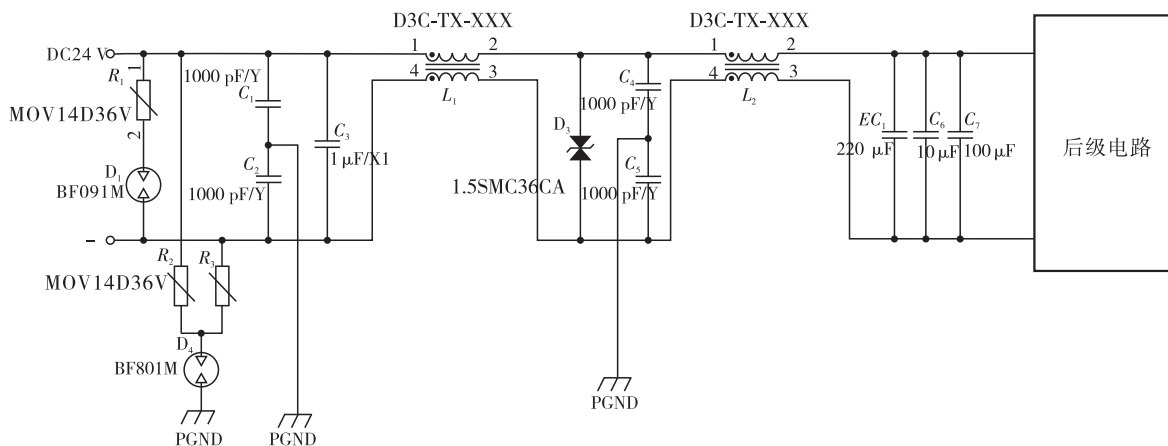 D3C-TX-XXX
D3C-TX-XXX
DC24 V
1
2
4
3
L₁
1
2
4
3
L₂
R₁
1
2
MOV14D36V
D₁
BF091M
1000 pF/Y
C₁
C₂
1000 pF/Y
C₃
1 μF/X1
D₃
1.5SMC36CA
C₄
1000 pF/Y
C₅
1000 pF/Y
EC₁
220 μF
C₆
10 μF
C₇
100 μF
后级电路
-
R₂
R₃
MOV14D36V
D₄
BF801M
PGND
PGND
PGND